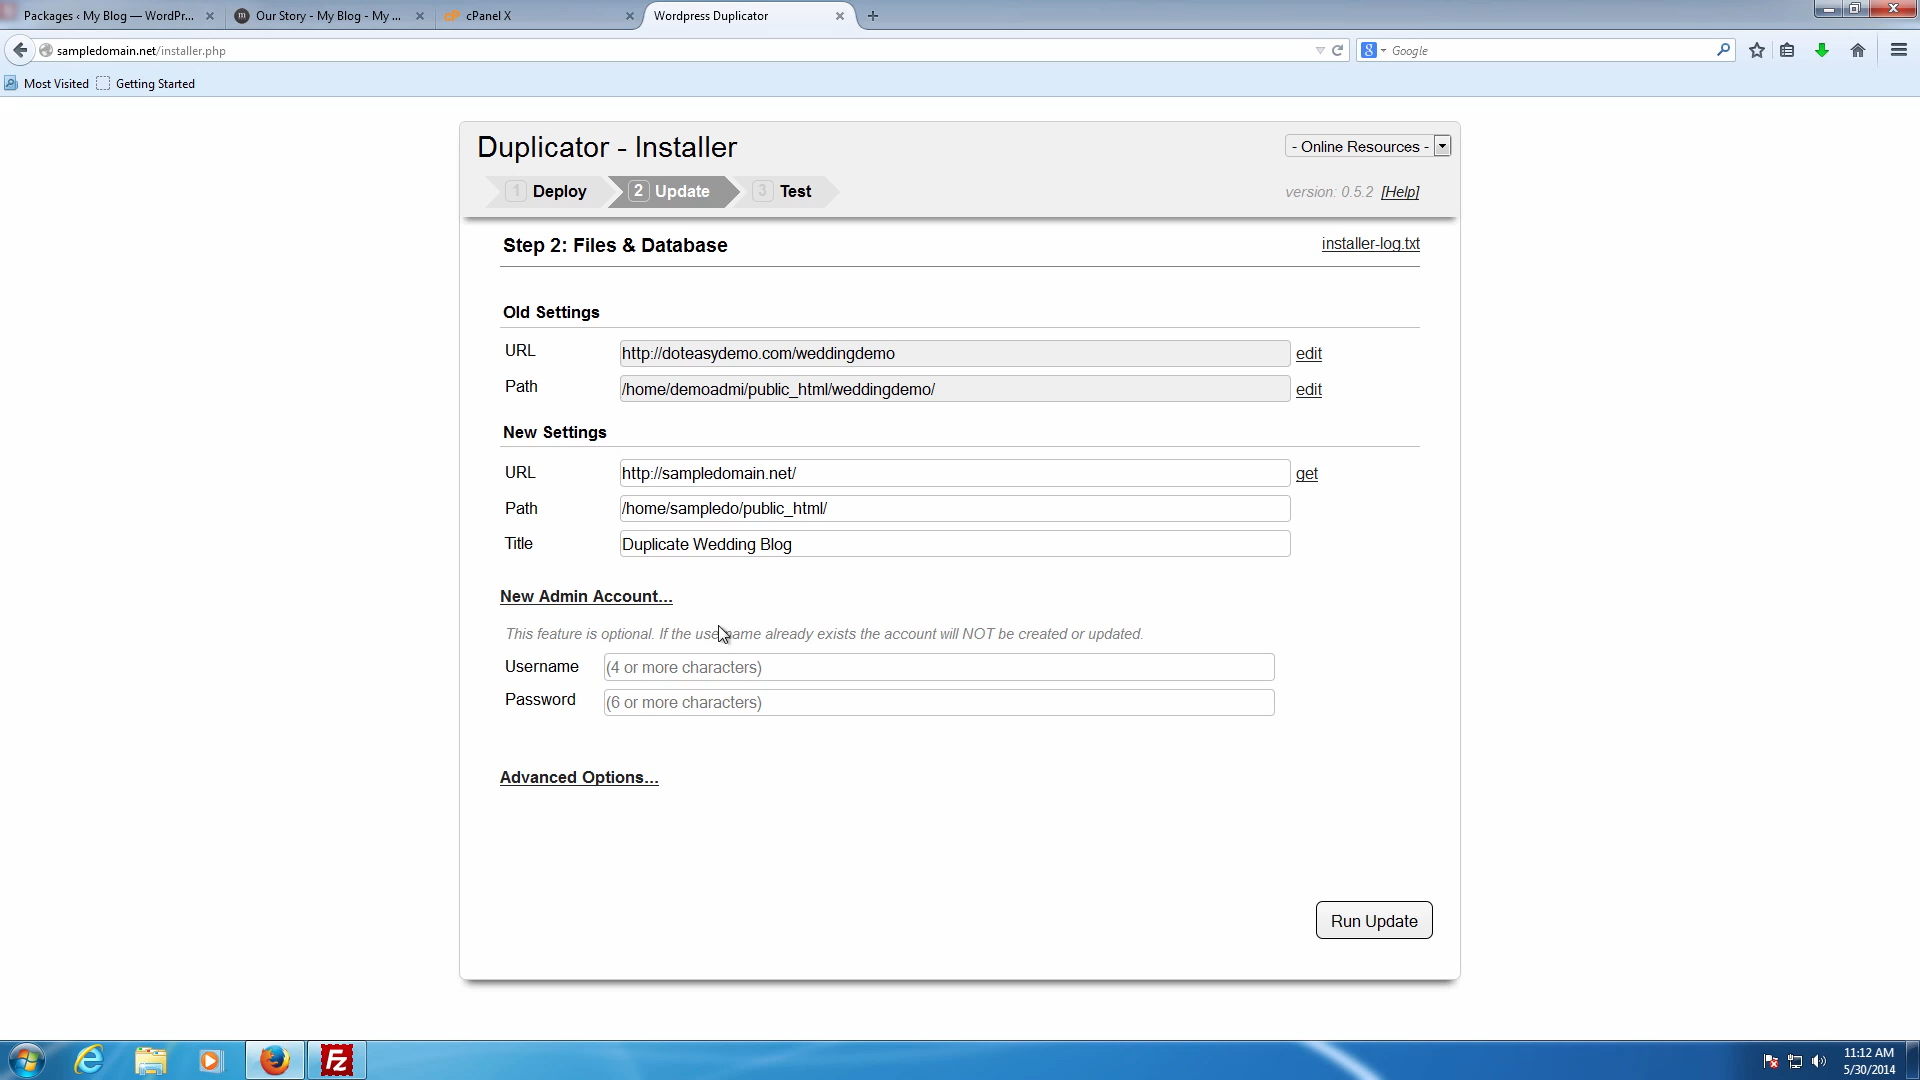 Packages ‹ My Blog — WordPr...
Our Story - My Blog - My ...
cPanel X
Wordpress Duplicator
sampledomain.net/installer.php
Google
Most Visited
Getting Started
Duplicator - Installer
- Online Resources -
1 Deploy
2 Update
3 Test
version: 0.5.2 [Help]
Step 2: Files & Database
installer-log.txt
Old Settings
URL
http://doteasydemo.com/weddingdemo
edit
Path
/home/demoadmi/public_html/weddingdemo/
edit
New Settings
URL
http://sampledomain.net/
get
Path
/home/sampledo/public_html/
Title
Duplicate Wedding Blog
New Admin Account...
This feature is optional. If the username already exists the account will NOT be created or updated.
Username
(4 or more characters)
Password
(6 or more characters)
Advanced Options...
Run Update
11:12 AM
5/30/2014